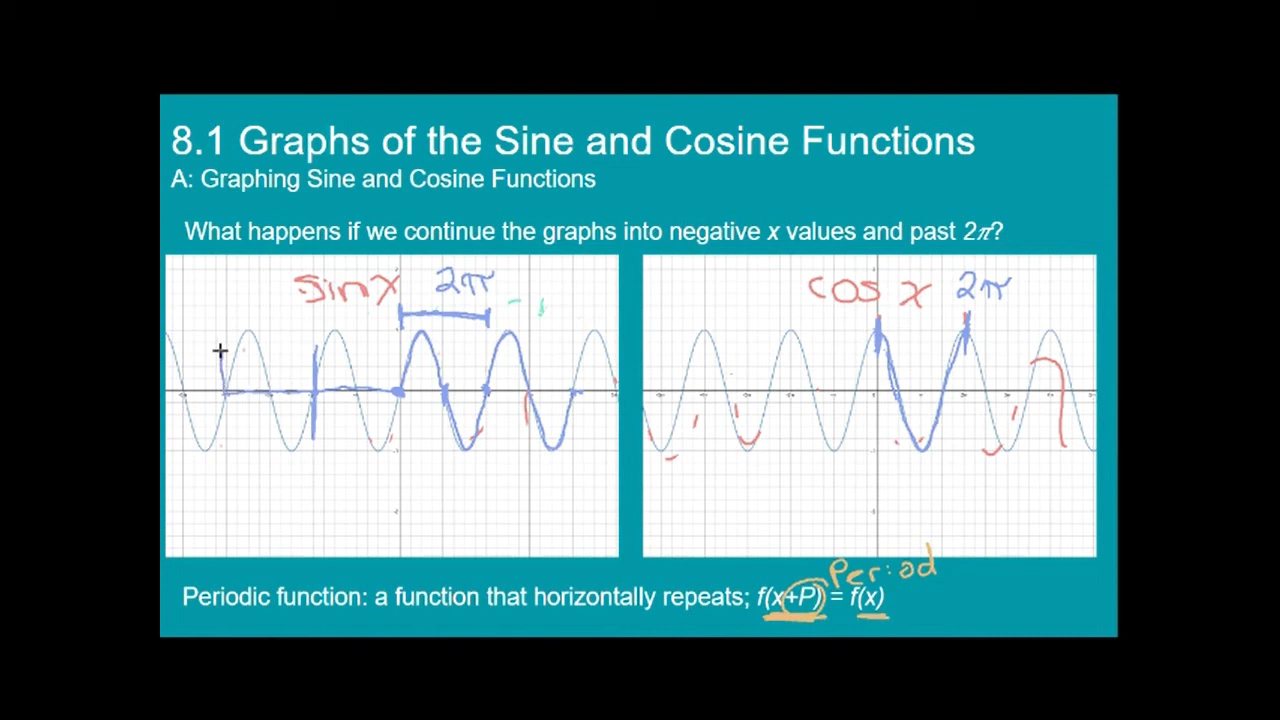 8.1 Graphs of the Sine and Cosine Functions
A: Graphing Sine and Cosine Functions
What happens if we continue the graphs into negative x values and past 2π?
sin x 2π
cos x 2π
Period
Periodic function: a function that horizontally repeats; f(x+P) = f(x)